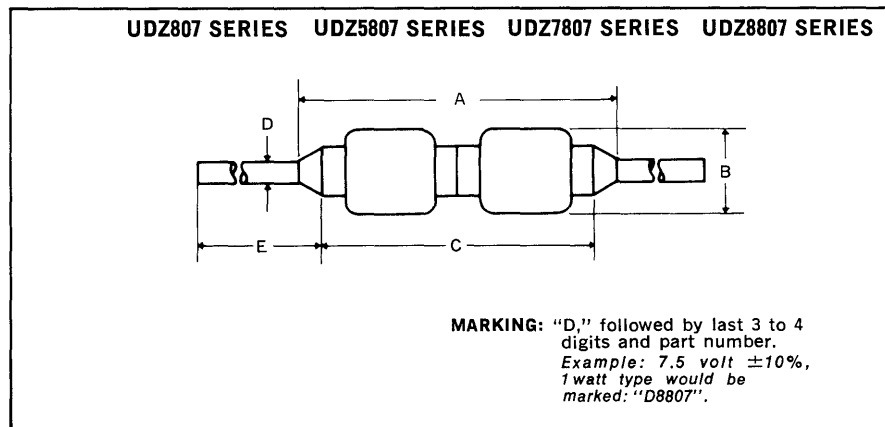 UDZ807 SERIES UDZ5807 SERIES UDZ7807 SERIES UDZ8807 SERIES
A
D
B
E
C
MARKING: "D," followed by last 3 to 4
digits and part number.
Example: 7.5 volt ±10%,
1 watt type would be
marked: "D8807".